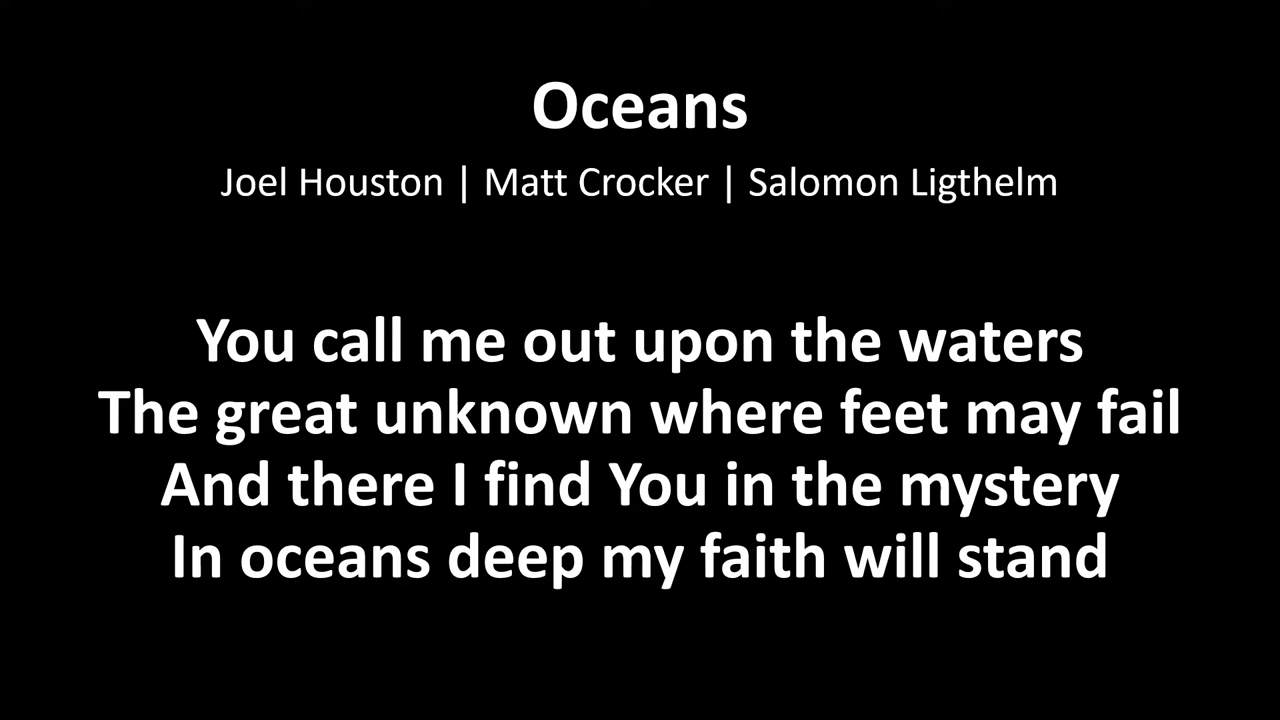 Oceans
Joel Houston | Matt Crocker | Salomon Ligthelm
You call me out upon the waters
The great unknown where feet may fail
And there I find You in the mystery
In oceans deep my faith will stand